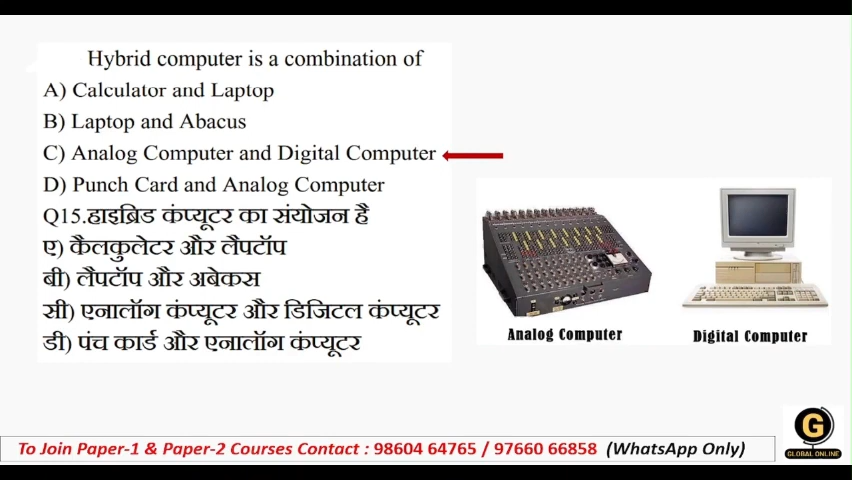 Hybrid computer is a combination of
A) Calculator and Laptop
B) Laptop and Abacus
C) Analog Computer and Digital Computer
D) Punch Card and Analog Computer
Q15.हाइब्रिड कंप्यूटर का संयोजन है
ए) कैलकुलेटर और लैपटॉप
बी) लैपटॉप और अबेकस
सी) एनालॉग कंप्यूटर और डिजिटल कंप्यूटर
डी) पंच कार्ड और एनालॉग कंप्यूटर
Analog Computer
Digital Computer
To Join Paper-1 & Paper-2 Courses Contact : 98604 64765 / 97660 66858 (WhatsApp Only)
G
GLOBAL ONLINE